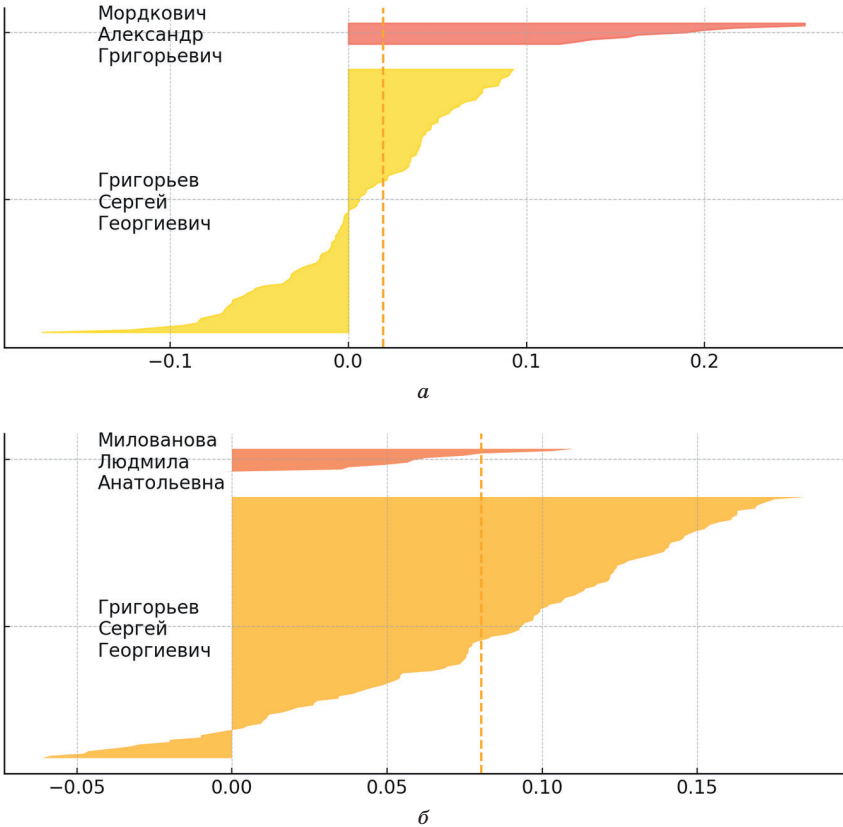 Мордкович
Александр
Григорьевич
Григорьев
Сергей
Георгиевич
−0.1 0.0 0.1 0.2
а
Милованова
Людмила
Анатольевна
Григорьев
Сергей
Георгиевич
−0.05 0.00 0.05 0.10 0.15
б